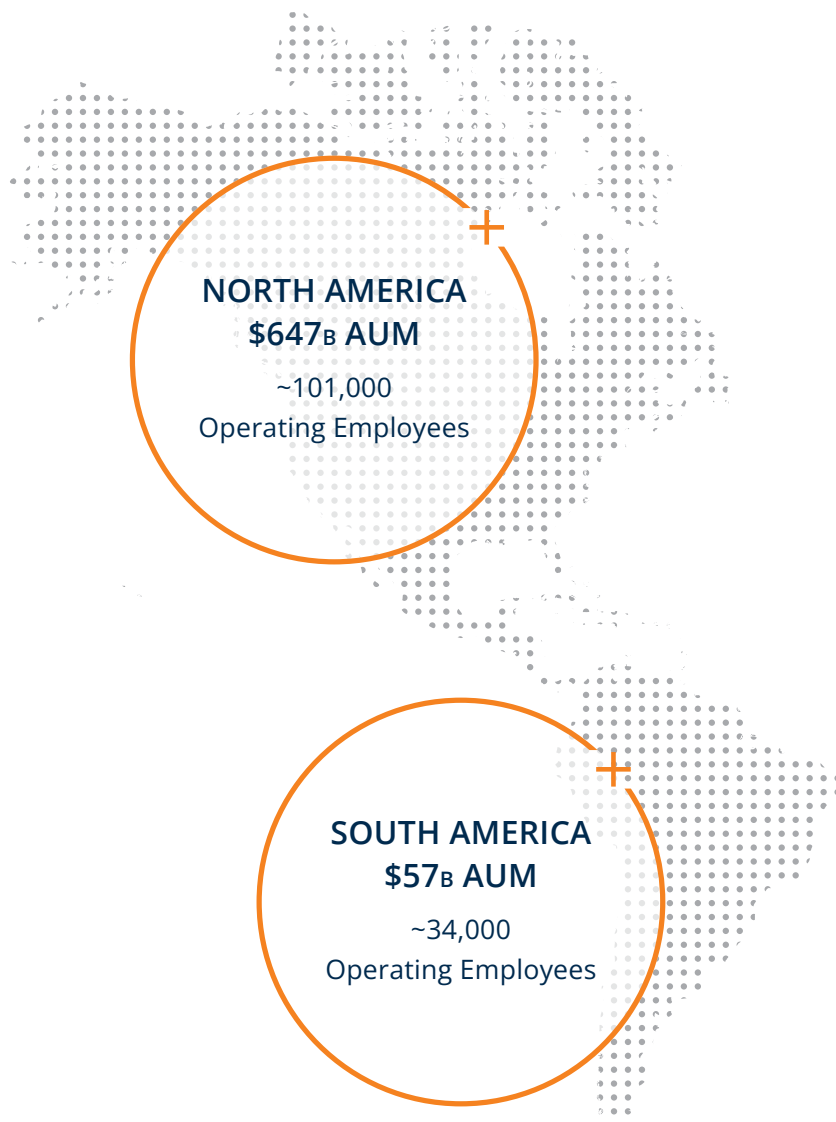 NORTH AMERICA
$647B AUM
~101,000
Operating Employees
SOUTH AMERICA
$57B AUM
~34,000
Operating Employees